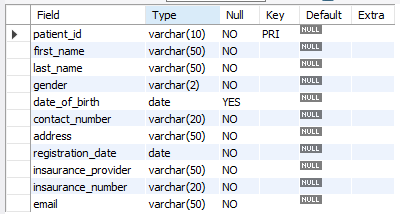 Field Type Null Key Default Extra
patient_id varchar(10) NO PRI NULL
first_name varchar(50) NO NULL
last_name varchar(50) NO NULL
gender varchar(2) NO NULL
date_of_birth date YES NULL
contact_number varchar(20) NO NULL
address varchar(50) NO NULL
registration_date date NO NULL
insaurance_provider varchar(50) NO NULL
insaurance_number varchar(20) NO NULL
email varchar(50) NO NULL